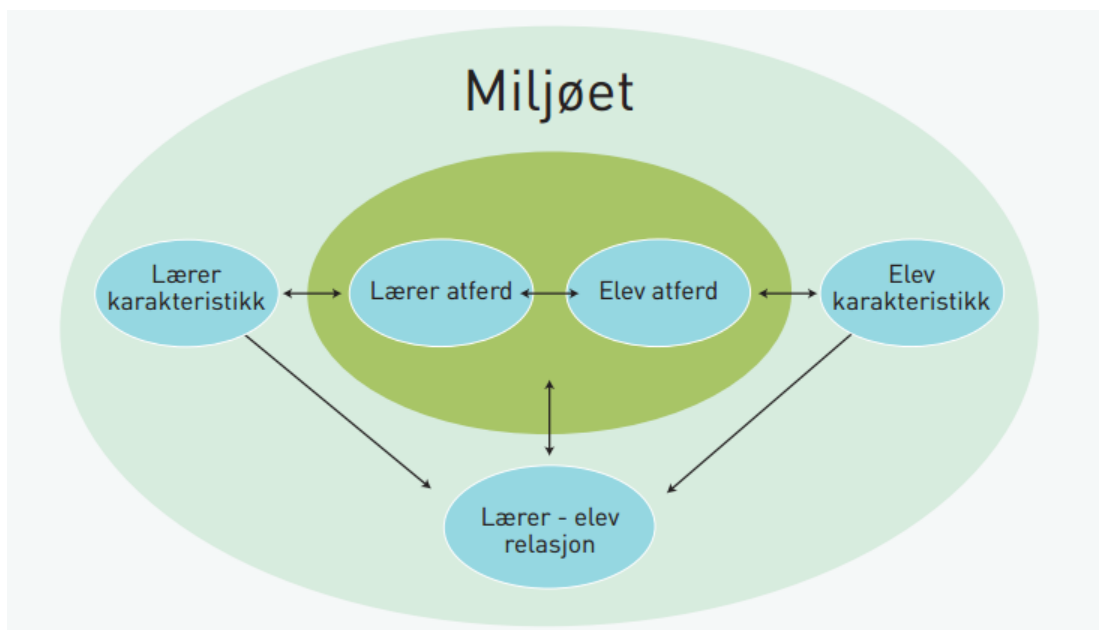 Miljøet
Lærer
karakteristikk
Lærer atferd
Elev atferd
Elev
karakteristikk
Lærer - elev
relasjon